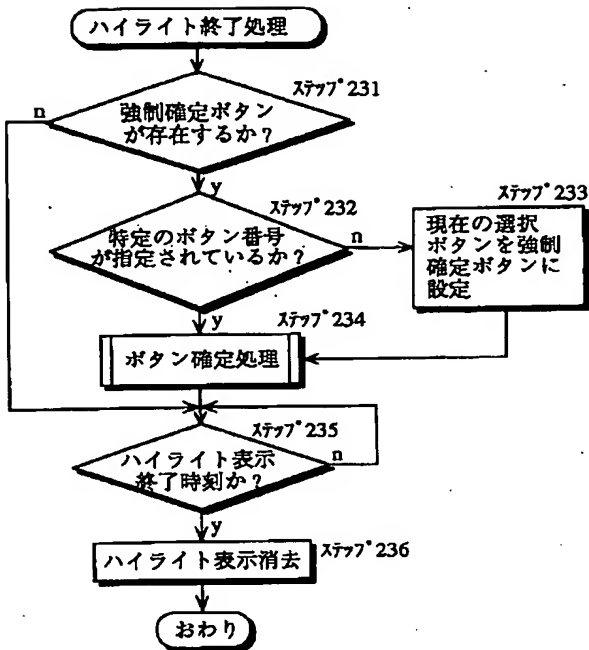 ハイライト終了処理
ステップ231
強制確定ボタン
が存在するか?
n
y
ステップ232
特定のボタン番号
が指定されているか?
n
y
ステップ233
現在の選択
ボタンを強制
確定ボタンに
設定
ステップ234
ボタン確定処理
ステップ235
ハイライト表示
終了時刻か?
n
y
ハイライト表示消去
ステップ236
おわり